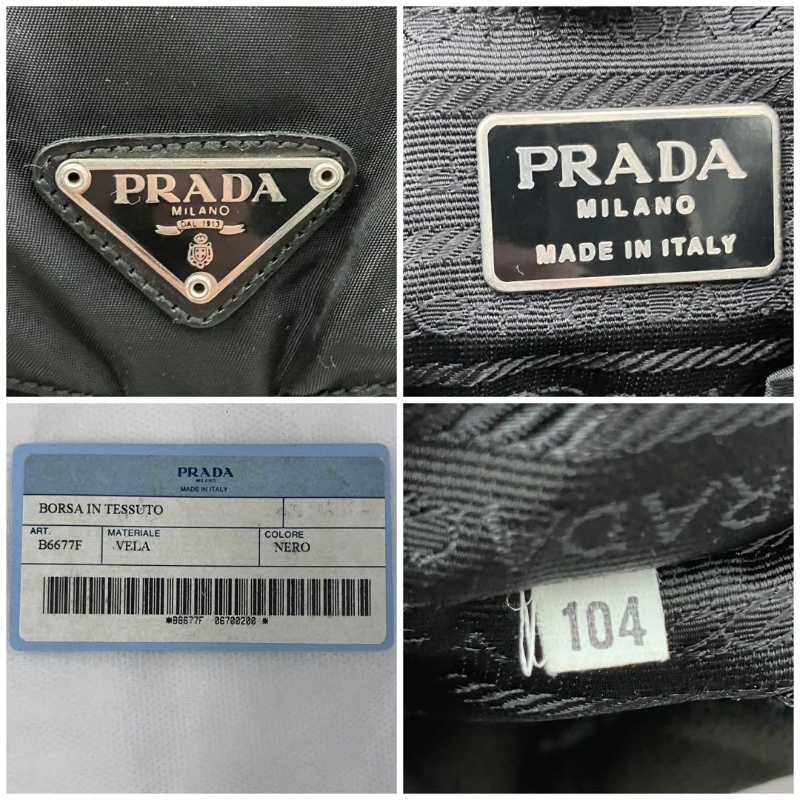 PRADA
MILANO
DAL 1913
PRADA
MILANO
MADE IN ITALY
PRADA
MILANO
MADE IN ITALY
BORSA IN TESSUTO
ART. MATERIALE COLORE
B6677F VELA NERO
*B6677F 06700200 *
PRADA
104